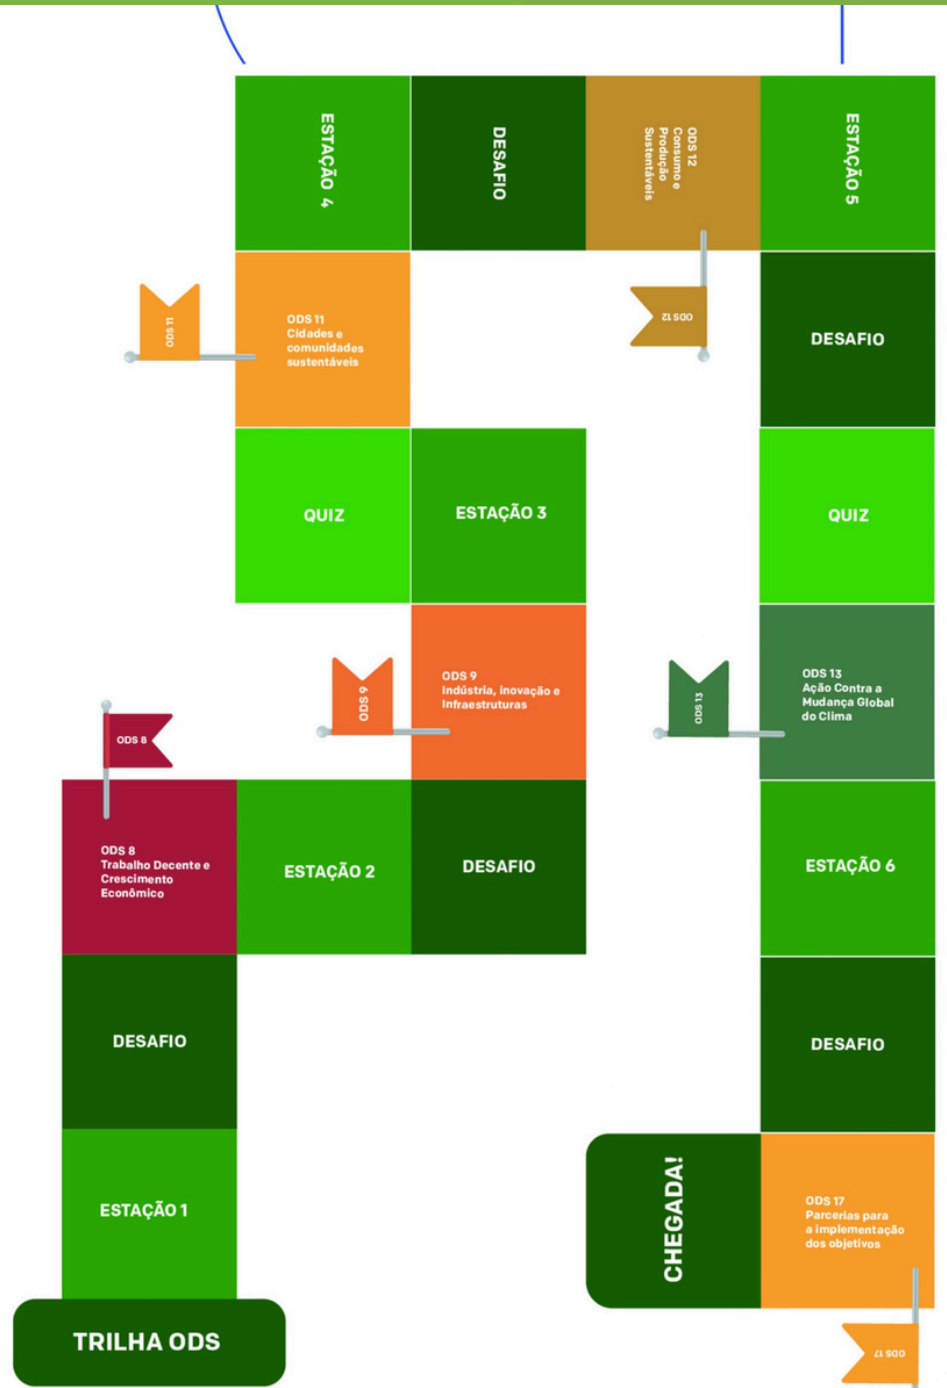 ESTAÇÃO 4
DESAFIO
ODS 12
Consumo e
Produção
Sustentáveis
ESTAÇÃO 5
ODS 11
ODS 11
Cidades e
comunidades
sustentáveis
ODS 12
DESAFIO
QUIZ
ESTAÇÃO 3
QUIZ
ODS 9
ODS 9
Indústria, inovação e
Infraestruturas
ODS 13
ODS 13
Ação Contra a
Mudança Global
do Clima
ODS 8
ODS 8
Trabalho Decente e
Crescimento
Econômico
ESTAÇÃO 2
DESAFIO
ESTAÇÃO 6
DESAFIO
DESAFIO
ESTAÇÃO 1
CHEGADA!
ODS 17
Parcerias para
a implementação
dos objetivos
TRILHA ODS
ODS 17